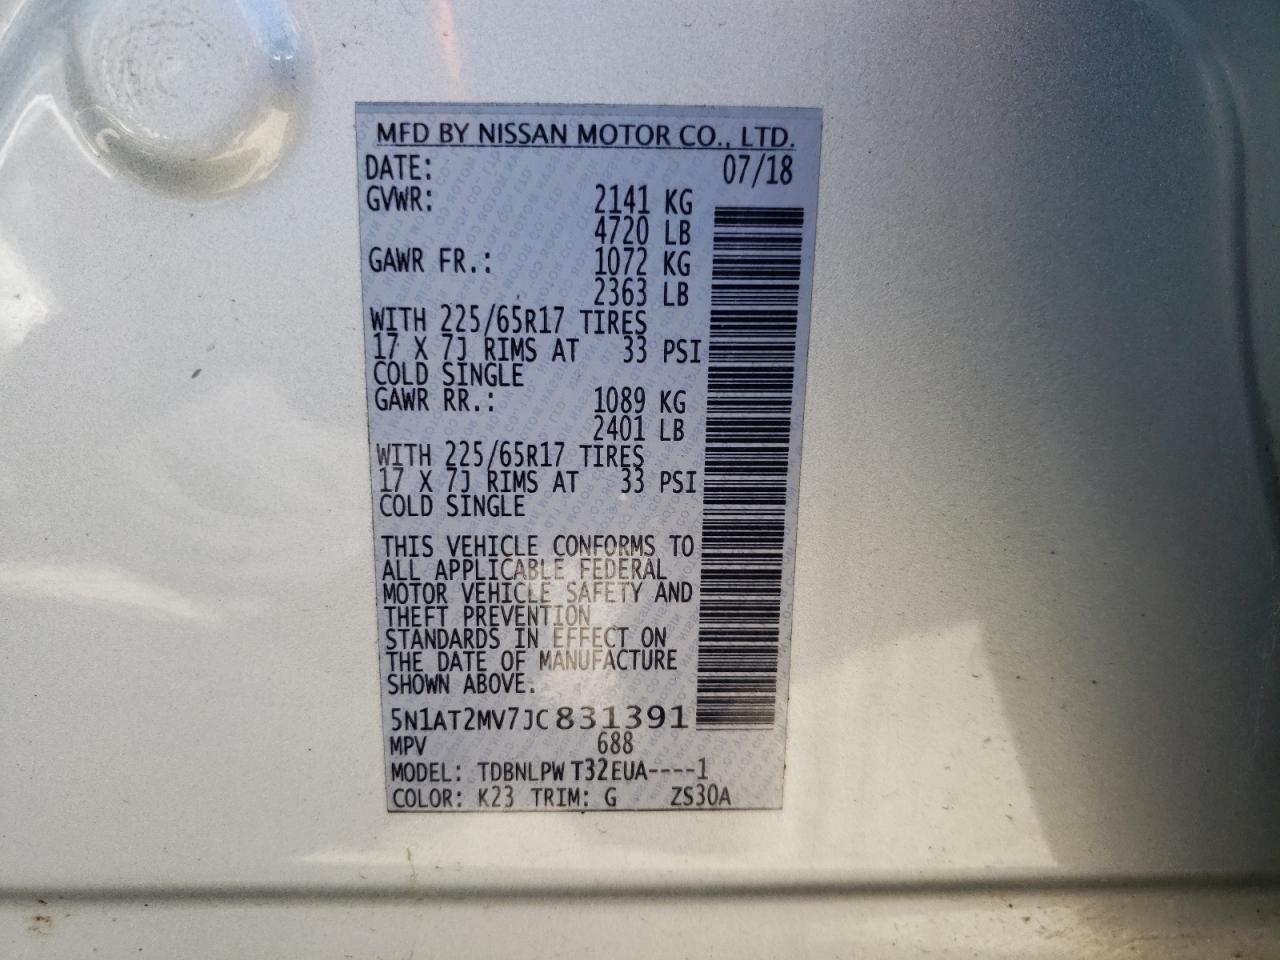 MFD BY NISSAN MOTOR CO., LTD.
DATE: 07/18
GVWR: 2141 KG
4720 LB
GAWR FR.: 1072 KG
2363 LB
WITH 225/65R17 TIRES
17 X 7J RIMS AT 33 PSI
COLD SINGLE
GAWR RR.: 1089 KG
2401 LB
WITH 225/65R17 TIRES
17 X 7J RIMS AT 33 PSI
COLD SINGLE
THIS VEHICLE CONFORMS TO
ALL APPLICABLE FEDERAL
MOTOR VEHICLE SAFETY AND
THEFT PREVENTION
STANDARDS IN EFFECT ON
THE DATE OF MANUFACTURE
SHOWN ABOVE.
5N1AT2MV7JC831391
MPV 688
MODEL: TDBNLPW T32EUA----1
COLOR: K23 TRIM: G ZS30A